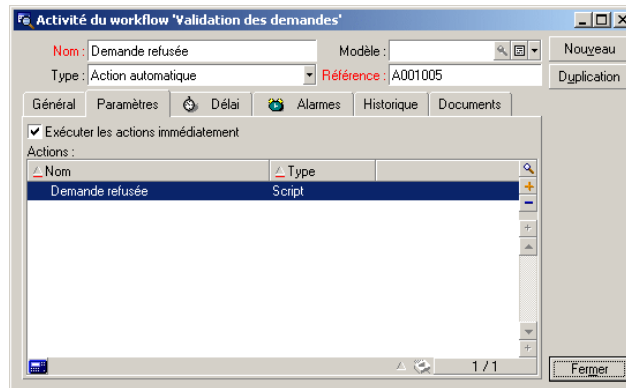 Activité du workflow 'Validation des demandes'
Nom : Demande refusée Modèle : Nouveau
Type : Action automatique Référence : A001005 Duplication
Général Paramètres Délai Alarmes Historique Documents
Exécuter les actions immédiatement
Actions :
Nom Type
Demande refusée Script
1 / 1 Fermer